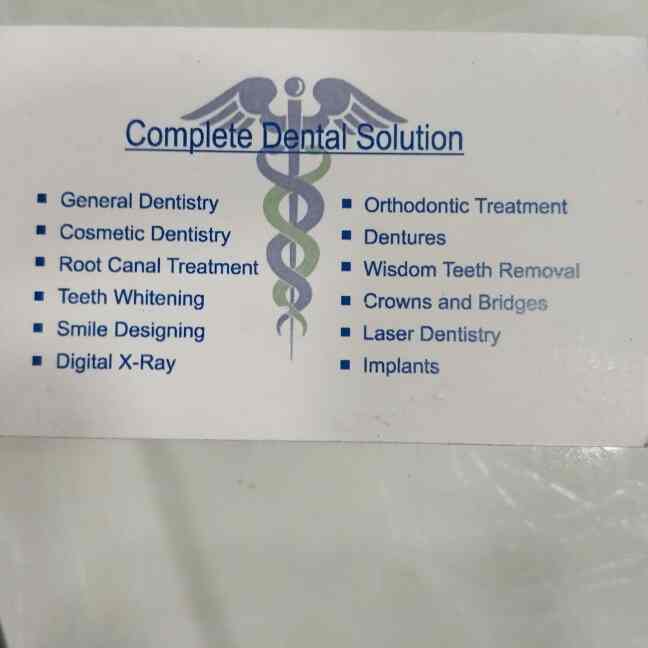 Complete Dental Solution
General Dentistry
Cosmetic Dentistry
Root Canal Treatment
Teeth Whitening
Smile Designing
Digital X-Ray
Orthodontic Treatment
Dentures
Wisdom Teeth Removal
Crowns and Bridges
Laser Dentistry
Implants